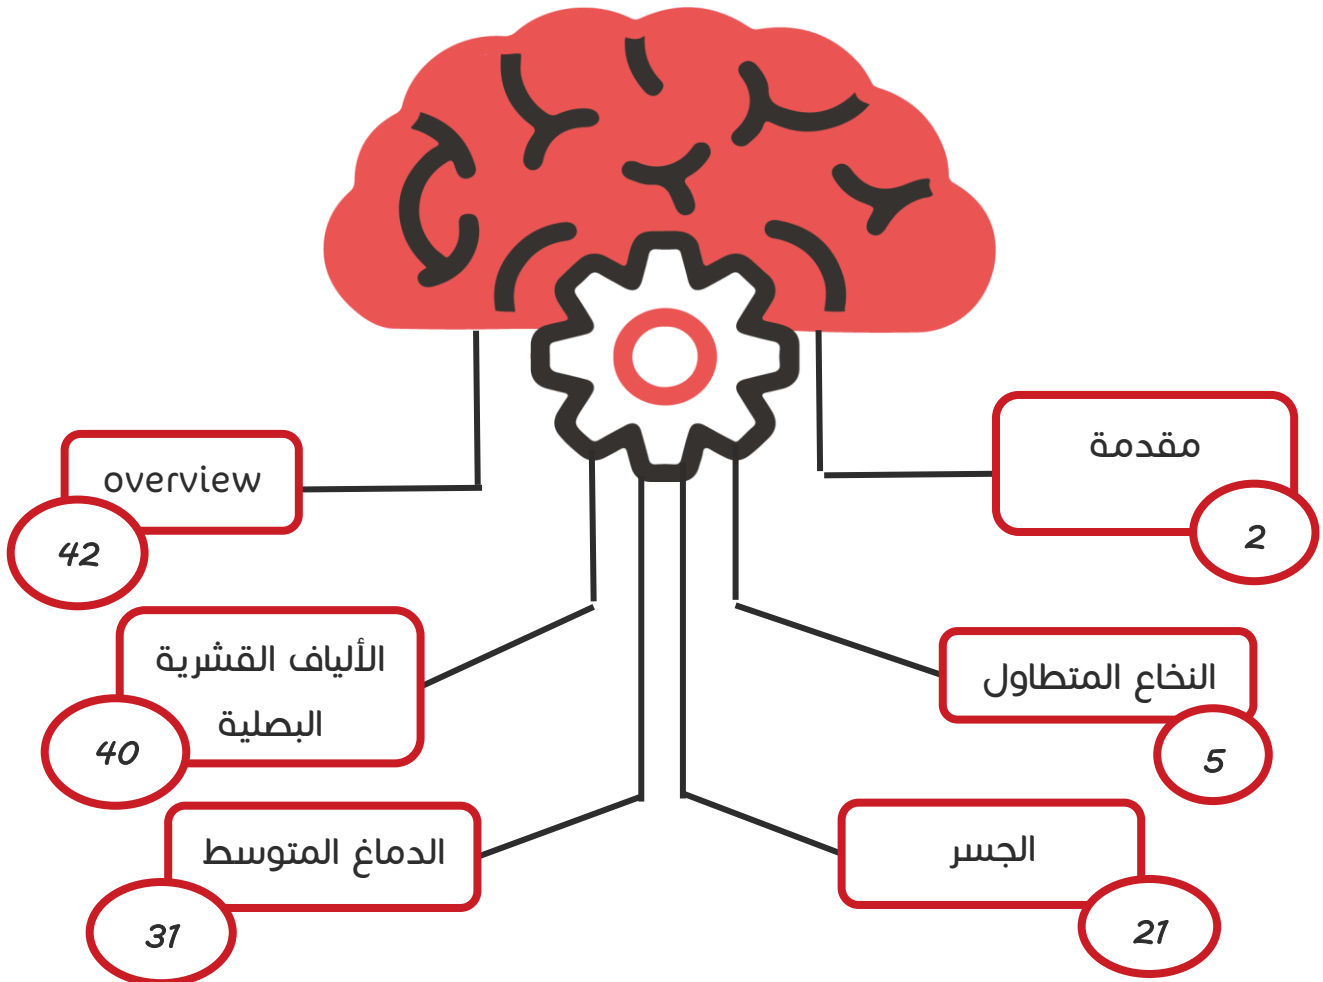 مقدمة
2
النخاع المتطاول
5
الجسر
21
الدماغ المتوسط
31
الألياف القشرية
البصلية
40
overview
42